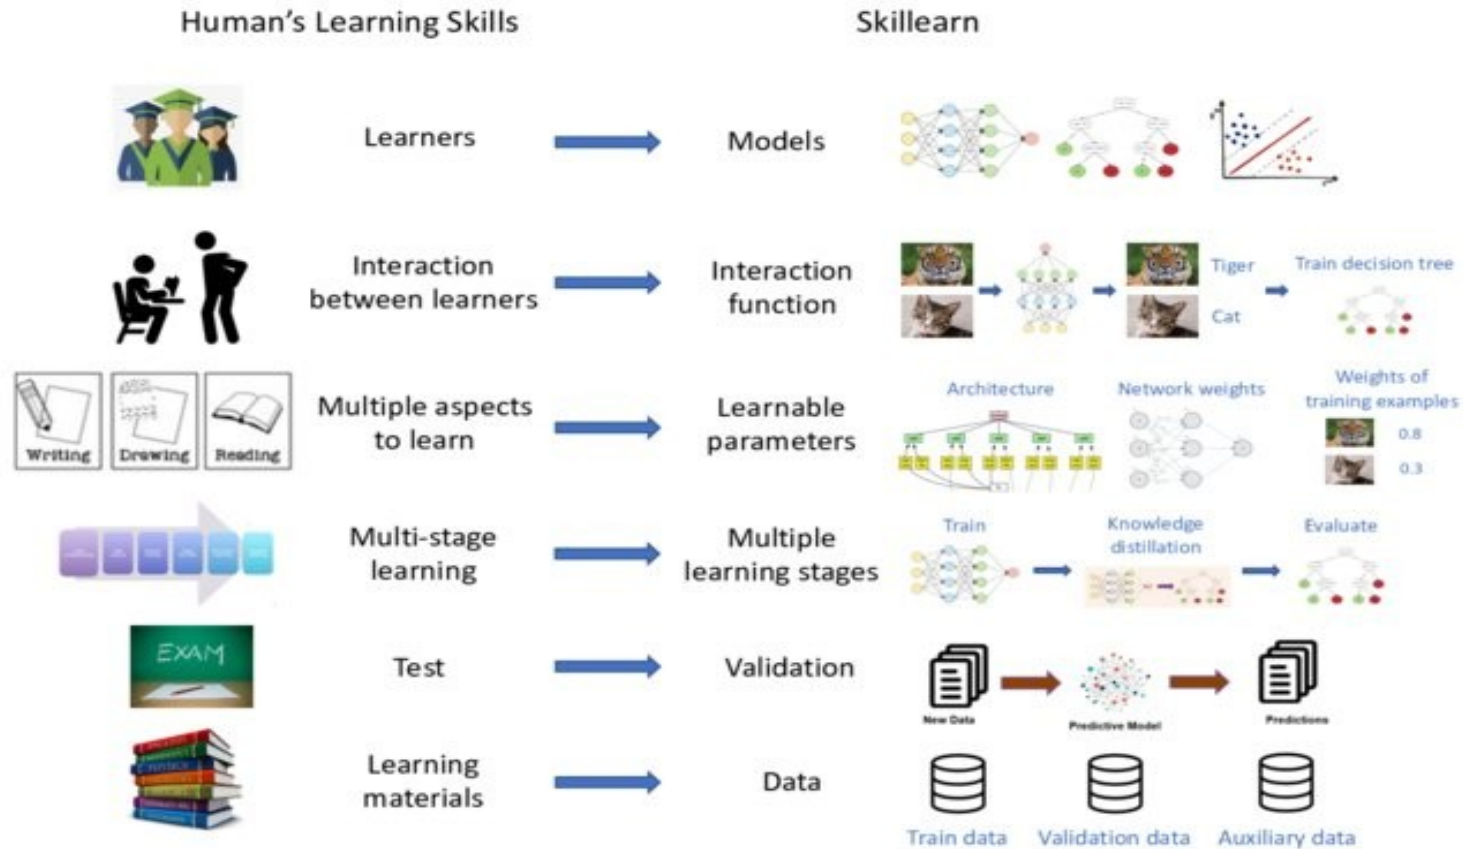 Human's Learning Skills
Skillearn
Learners
Models
Interaction
between learners
Interaction
function
Tiger
Cat
Train decision tree
Writing
Drawing
Reading
Multiple aspects
to learn
Learnable
parameters
Architecture
Network weights
Weights of
training examples
0.8
0.3
Multi-stage
learning
Multiple
learning stages
Train
Knowledge
distillation
Evaluate
EXAM
Test
Validation
New Data
Predictive Model
Predictions
Learning
materials
Data
Train data
Validation data
Auxiliary data